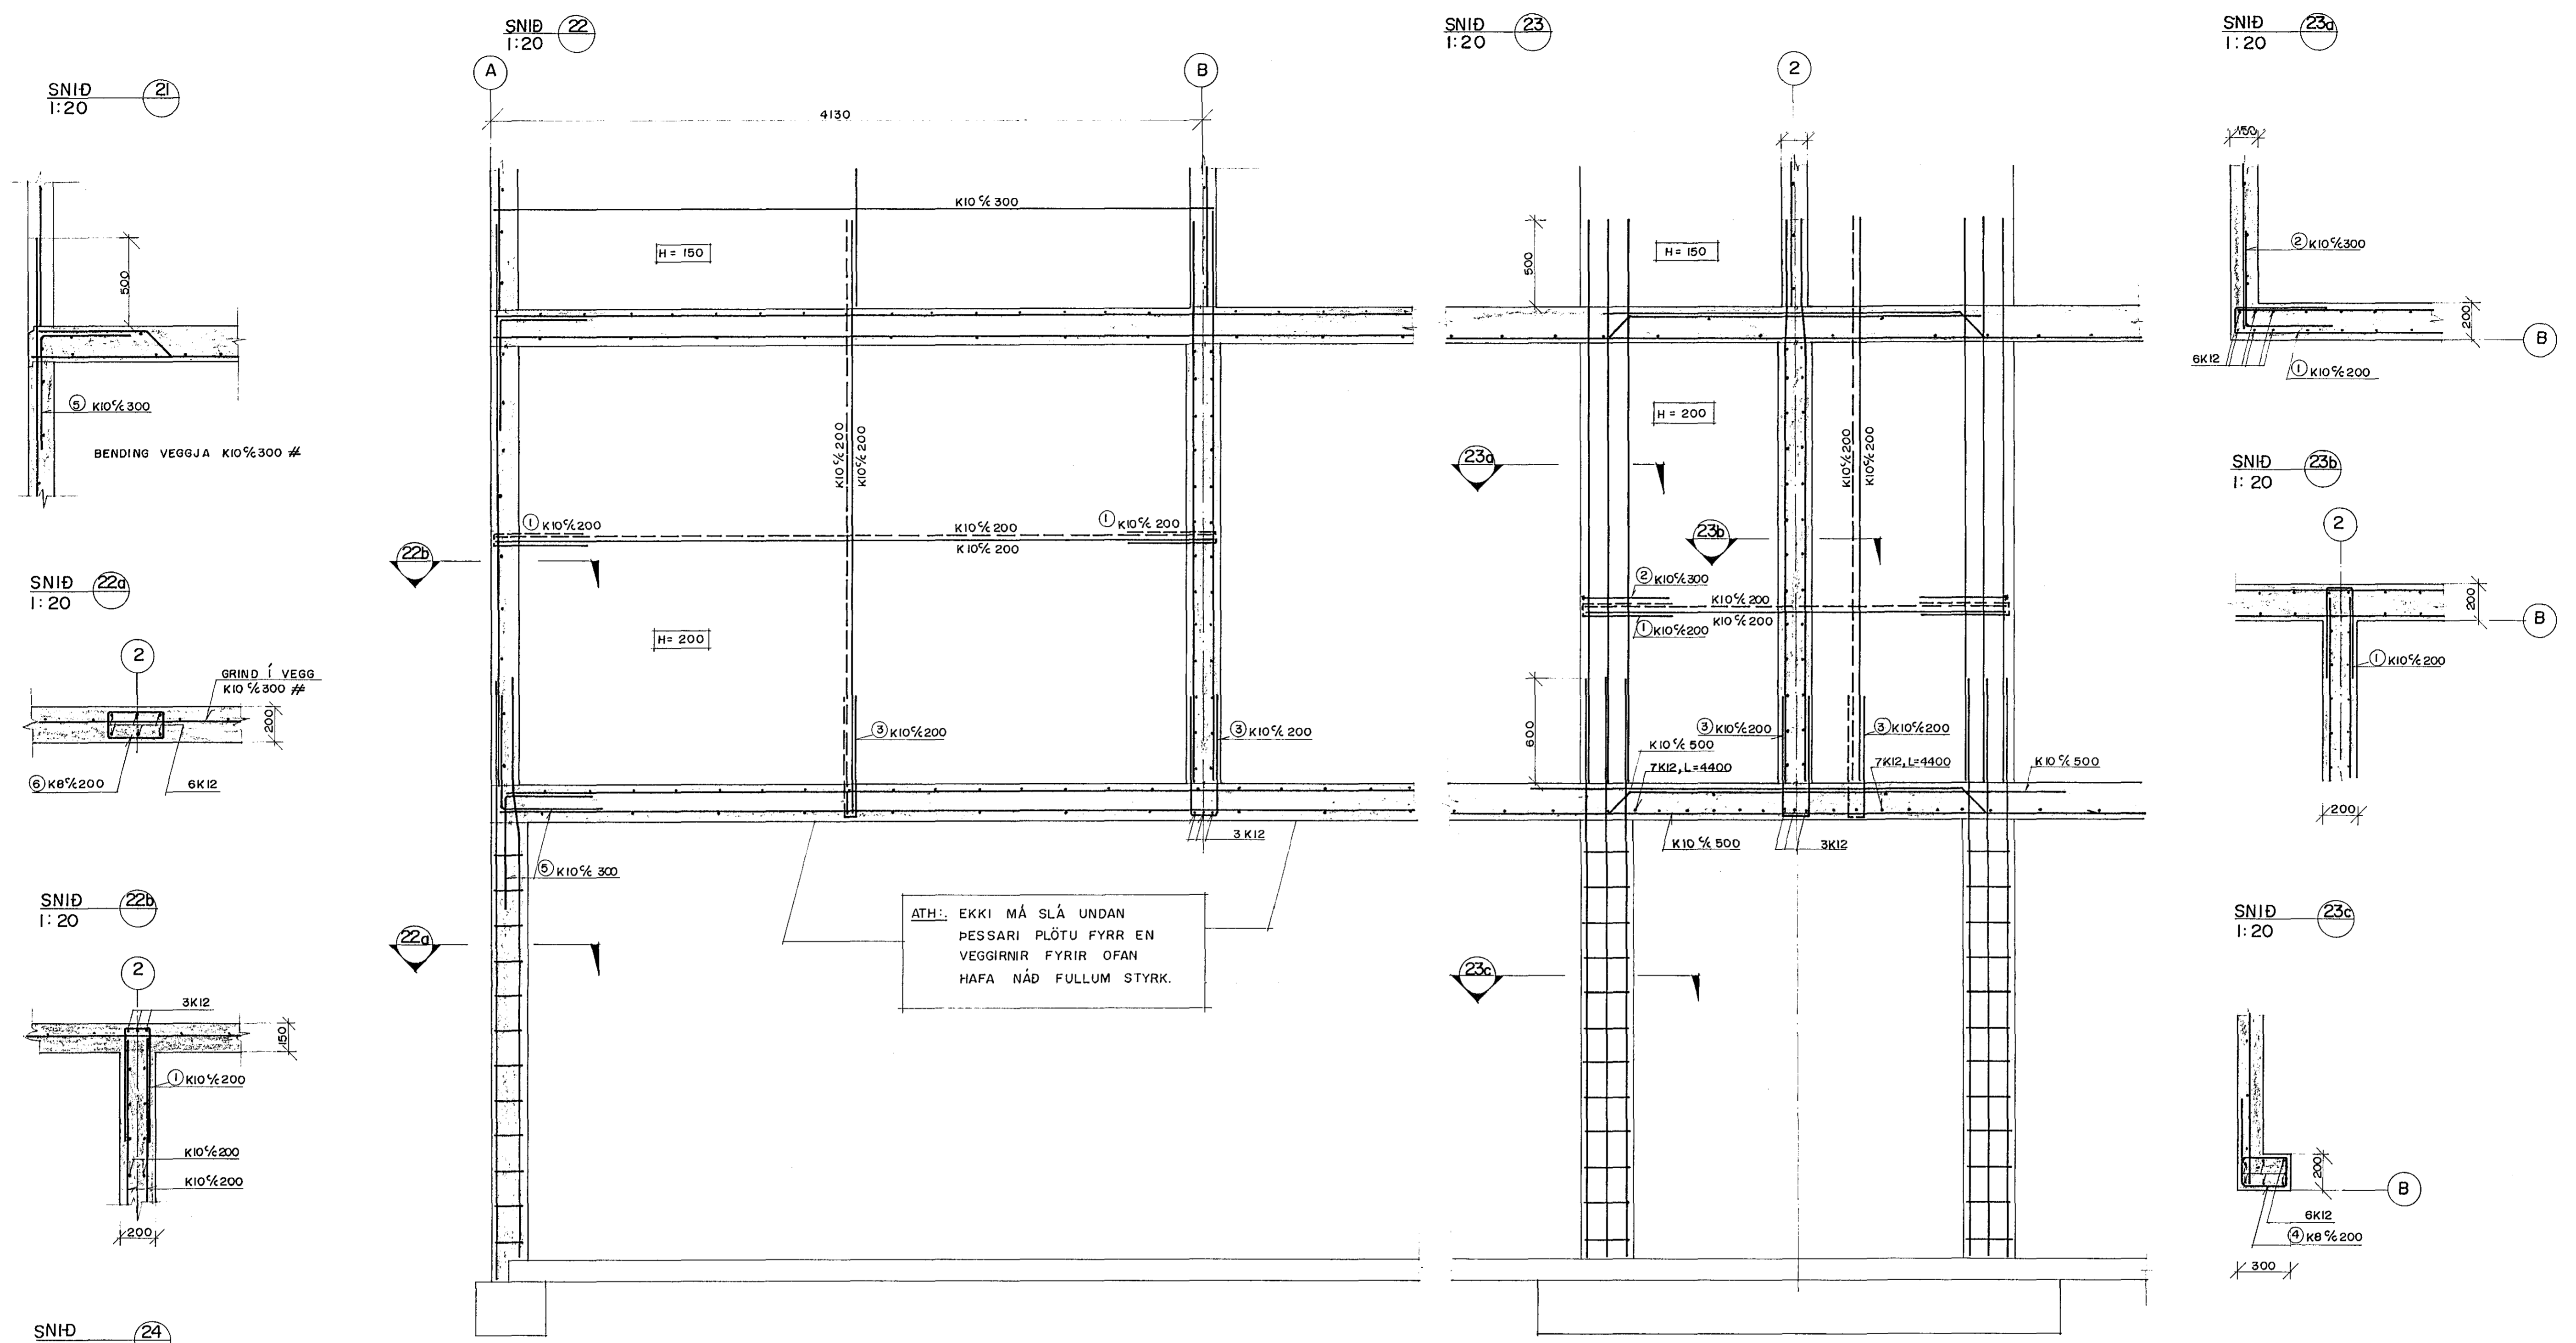 SNIÐ 21
1:20
500
5 K10 c/c 300
BENDING VEGGJA K10 c/c 300 #
SNIÐ 22a
1:20
2
GRIND Í VEGG
K10 c/c 300 #
200
6 K8 c/c 200
6K12
SNIÐ 22b
1:20
2
3K12
150
1 K10 c/c 200
K10 c/c 200
K10 c/c 200
200
SNIÐ 24
SNIÐ 22
1:20
A
B
4130
K10 c/c 300
H = 150
K10 c/c 200
K10 c/c 200
1 K10 c/c 200
K10 c/c 200
1 K10 c/c 200
K10 c/c 200
22b
H = 200
3 K10 c/c 200
3 K10 c/c 200
3 K12
5 K10 c/c 300
22a
ATH:. EKKI MÁ SLÁ UNDAN
ÞESSARI PLÖTU FYRR EN
VEGGIRNIR FYRIR OFAN
HAFA NÁÐ FULLUM STYRK.
SNIÐ 23
1:20
2
500
H = 150
H = 200
K10 c/c 200
K10 c/c 200
23a
23b
2 K10 c/c 300
K10 c/c 200
K10 c/c 200
1 K10 c/c 200
600
3 K10 c/c 200
3 K10 c/c 200
K10 c/c 500
7K12, L=4400
7K12, L=4400
K10 c/c 500
K10 c/c 500
3K12
23c
SNIÐ 23a
1:20
150
2 K10 c/c 300
200
B
6K12
1 K10 c/c 200
SNIÐ 23b
1:20
2
200
B
1 K10 c/c 200
200
SNIÐ 23c
1:20
200
B
6K12
4 K8 c/c 200
300